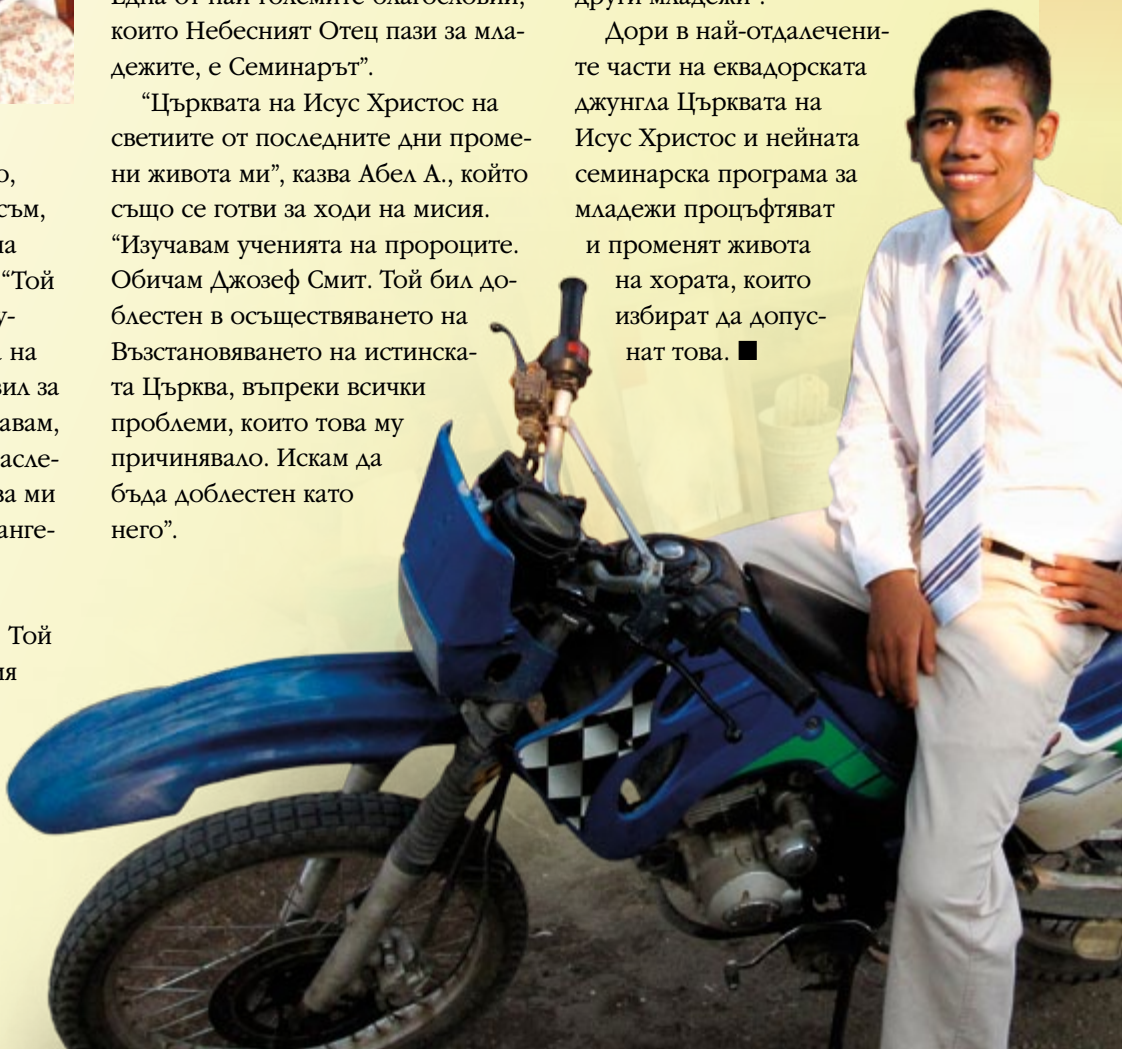 о,
съм,
на
“Той
у-
на
вил за
авам,
асле-
ва ми
анге-
Той
ия
Една от най-големите благословии,
които Небесният Отец пази за мла-
дежите, е Семинарът”.
“Църквата на Исус Христос на
светиите от последните дни проме-
ни живота ми”, казва Абел А., който
също се готви за ходи на мисия.
“Изучавам ученията на пророците.
Обичам Джозеф Смит. Той бил до-
блестен в осъществяването на
Възстановяването на истинска-
та Църква, въпреки всички
проблеми, които това му
причинявало. Искам да
бъда доблестен като
него”.
други младежи”.
Дори в най-отдалечени-
те части на еквадорската
джунгла Църквата на
Исус Христос и нейната
семинарска програма за
младежи процъфтяват
и променят живота
на хората, които
избират да допус-
нат това. ■